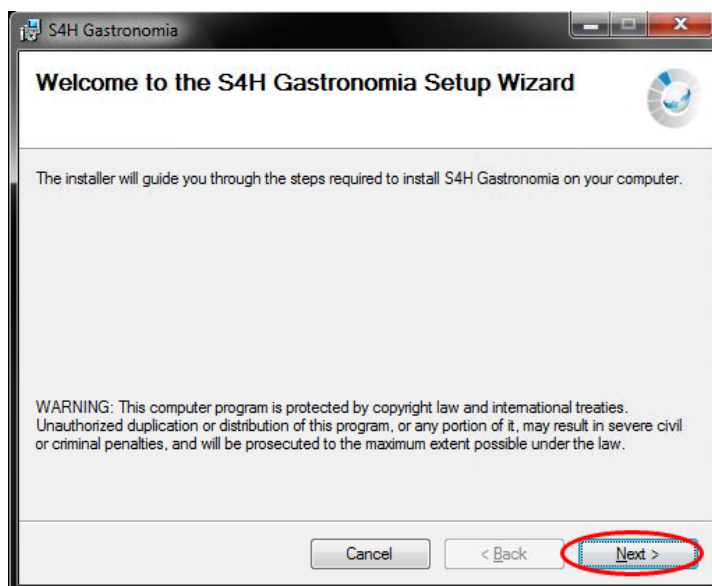 S4H Gastronomia
Welcome to the S4H Gastronomia Setup Wizard
The installer will guide you through the steps required to install S4H Gastronomia on your computer.
WARNING: This computer program is protected by copyright law and international treaties.
Unauthorized duplication or distribution of this program, or any portion of it, may result in severe civil
or criminal penalties, and will be prosecuted to the maximum extent possible under the law.
Cancel < Back Next >